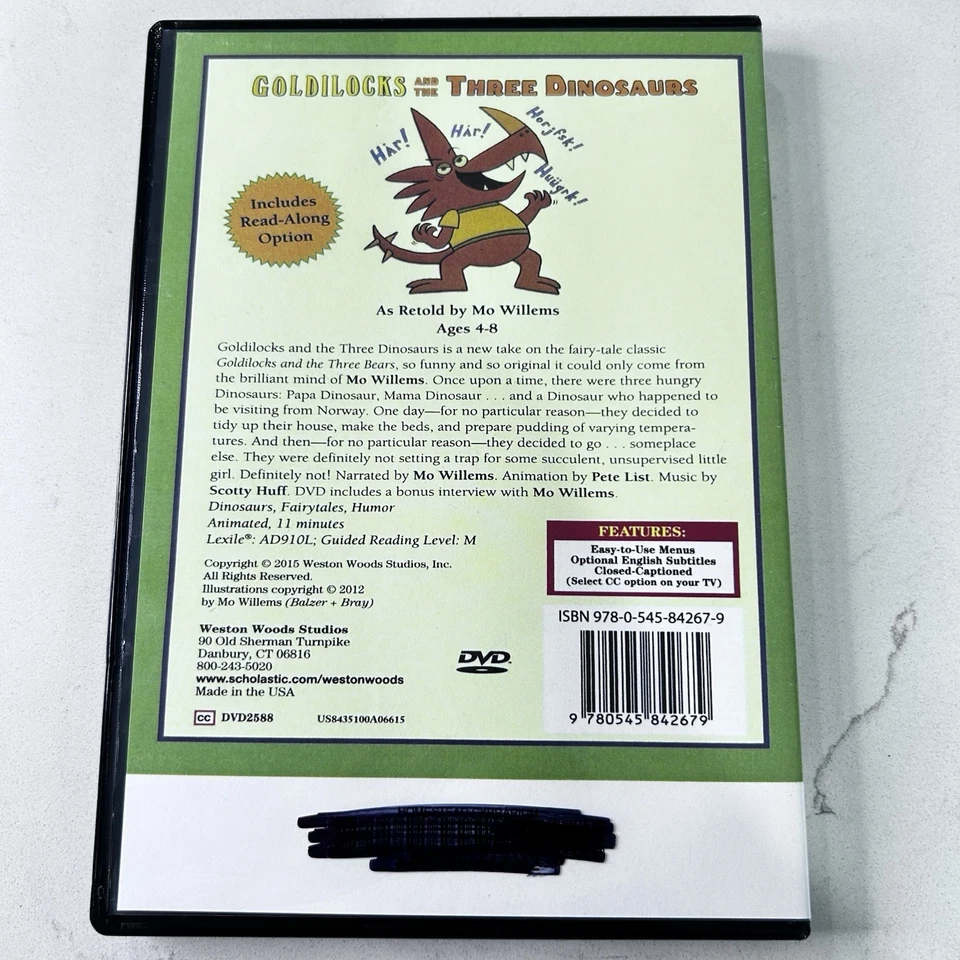 GOLDILOCKS AND THE THREE DINOSAURS
HAR!
HAR!
Horjfsk!
Huügrk!
Includes
Read-Along
Option
As Retold by Mo Willems
Ages 4-8
Goldilocks and the Three Dinosaurs is a new take on the fairy-tale classic
Goldilocks and the Three Bears, so funny and so original it could only come from
the brilliant mind of Mo Willems. Once upon a time, there were three hungry
Dinosaurs: Papa Dinosaur, Mama Dinosaur . . . and a Dinosaur who happened to
be visiting from Norway. One day—for no particular reason—they decided to
tidy up their house, make the beds, and prepare pudding of varying tempera-
tures. And then—for no particular reason—they decided to go . . . someplace
else. They were definitely not setting a trap for some succulent, unsupervised little
girl. Definitely not! Narrated by Mo Willems. Animation by Pete List. Music by
Scotty Huff. DVD includes a bonus interview with Mo Willems.
Dinosaurs, Fairytales, Humor
Animated, 11 minutes
Lexile®: AD910L; Guided Reading Level: M
Copyright © 2015 Weston Woods Studios, Inc.
All Rights Reserved.
Illustrations copyright © 2012
by Mo Willems (Balzer + Bray)
Weston Woods Studios
90 Old Sherman Turnpike
Danbury, CT 06816
800-243-5020
www.scholastic.com/westonwoods
Made in the USA
CC DVD2588
US8435100A06615
DVD
FEATURES:
Easy-to-Use Menus
Optional English Subtitles
Closed-Captioned
(Select CC option on your TV)
ISBN 978-0-545-84267-9
9 780545 842679